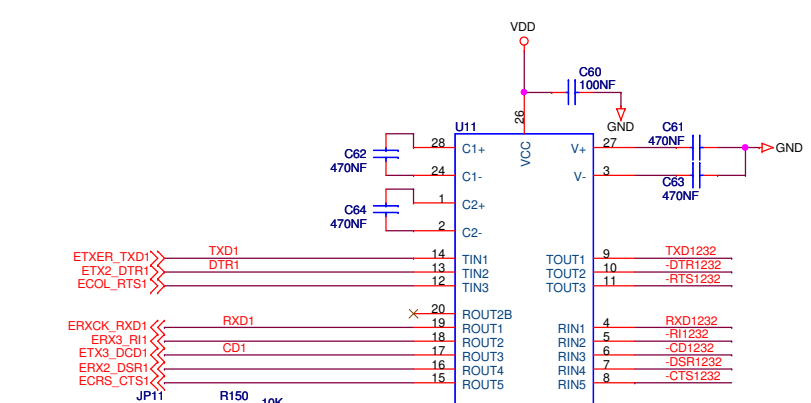 VDD
C60
100NF
GND
26
U11
VCC
C61
470NF
GND
C62
470NF
28 C1+
V+ 27
24 C1-
V- 3
C63
470NF
C64
470NF
1 C2+
2 C2-
ETXER_TXD1 TXD1 14 TIN1 TOUT1 9 TXD1232
ETX2_DTR1 DTR1 13 TIN2 TOUT2 10 -DTR1232
ECOL_RTS1 12 TIN3 TOUT3 11 -RTS1232
20 ROUT2B
ERXCK_RXD1 RXD1 19 ROUT1 RIN1 4 RXD1232
ERX3_RI1 18 ROUT2 RIN2 5 -RI1232
ETX3_DCD1 CD1 17 ROUT3 RIN3 6 -CD1232
ERX2_DSR1 16 ROUT4 RIN4 7 -DSR1232
ECRS_CTS1 15 ROUT5 RIN5 8 -CTS1232
JP11 R150 10K